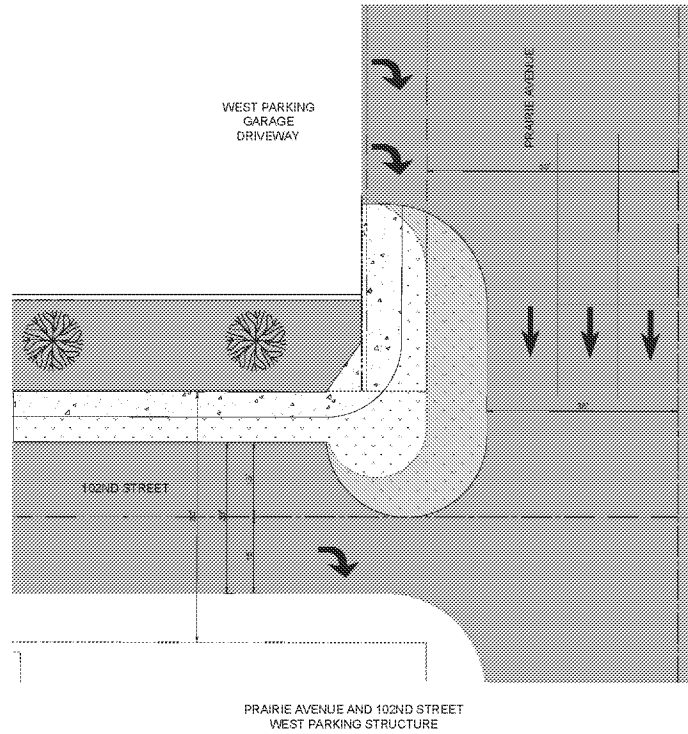 WEST PARKING
GARAGE
DRIVEWAY
PRAIRIE AVENUE
102ND STREET
PRAIRIE AVENUE AND 102ND STREET
WEST PARKING STRUCTURE